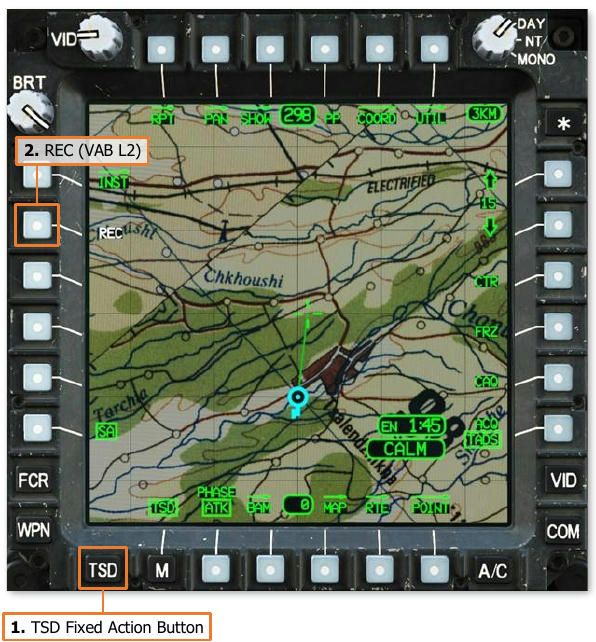 VID
DAY
NT
MONO
BRT
RPT PAN SHOW 298 PP COORD UTIL 3KM
*
2. REC (VAB L2)
INST
ELECTRIFIED
15
REC
Chkhoushi
CTR
FRZ
CAQ
Tarchia
EN 1:45
ACQ
SA
CALM
TADS
FCR
VID
PHASE
TSD ATK BAM 0 MAP RTE POINT
WPN
COM
TSD M A/C
1. TSD Fixed Action Button